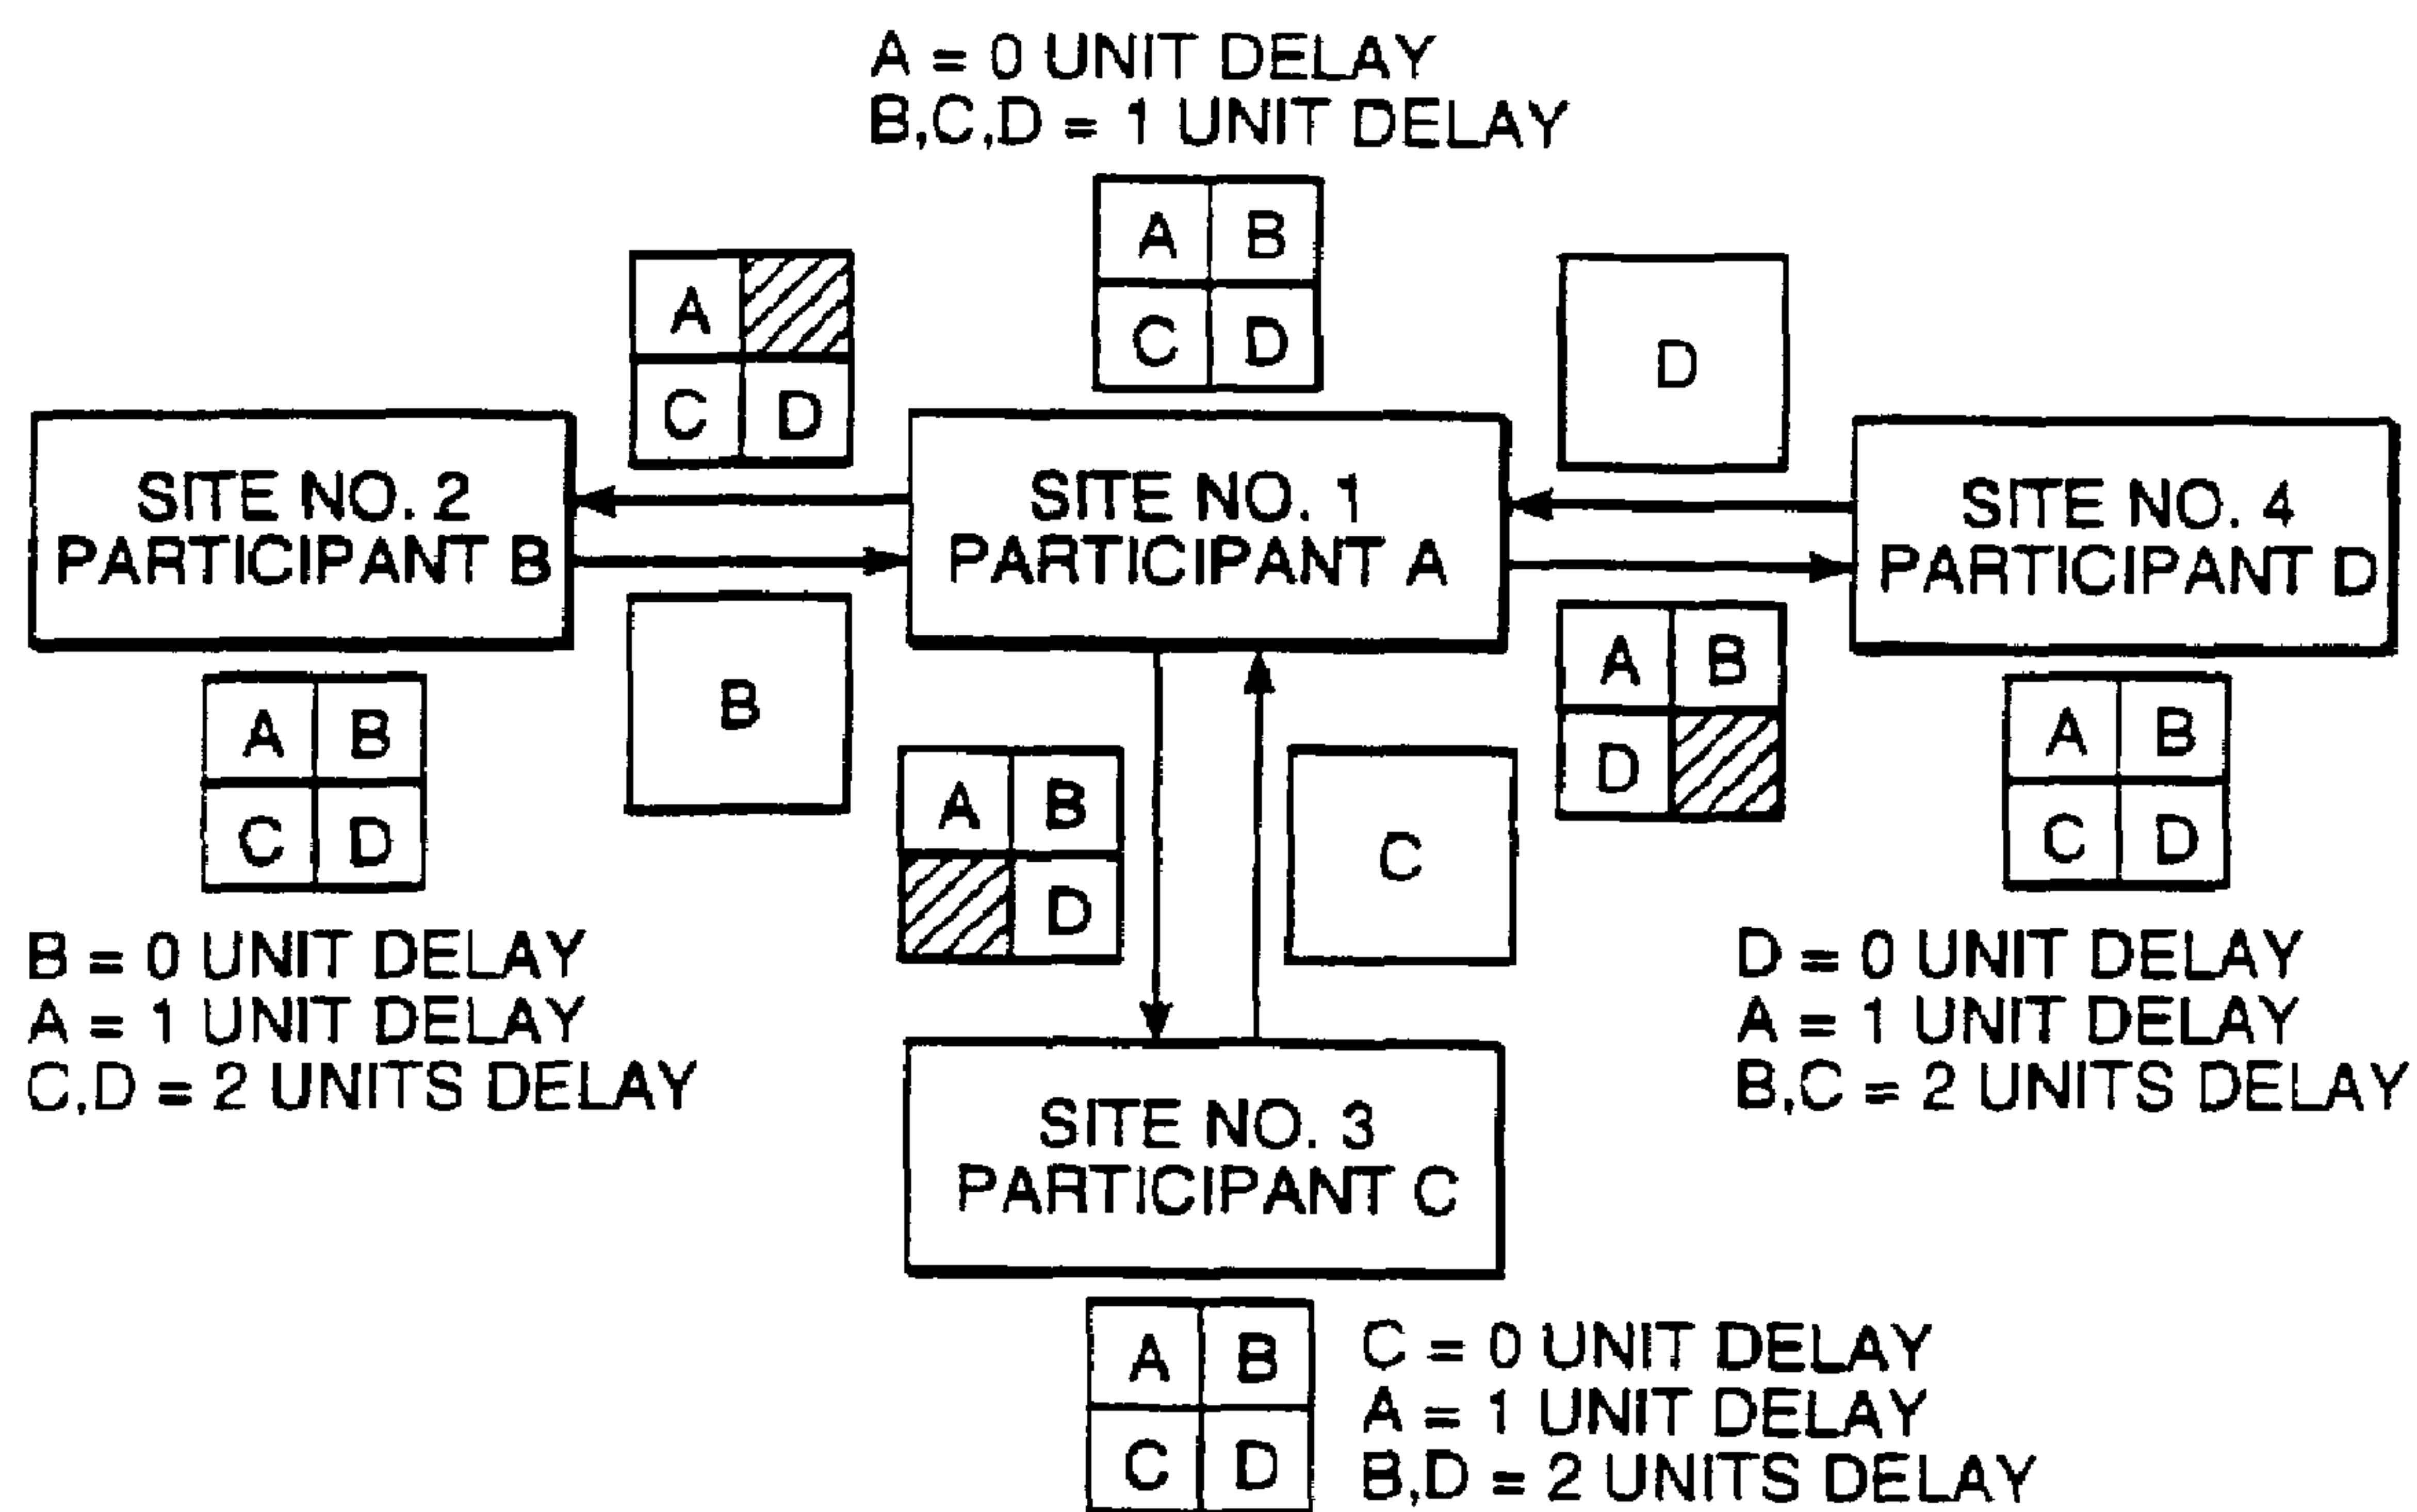 A = 0 UNIT DELAY
B,C,D = 1 UNIT DELAY
A B
C D
A
C D
D
SITE NO. 2
PARTICIPANT B
SITE NO. 1
PARTICIPANT A
SITE NO. 4
PARTICIPANT D
A B
C D
B
A B
D
C
A B
D
A B
C D
B = 0 UNIT DELAY
A = 1 UNIT DELAY
C,D = 2 UNITS DELAY
D = 0 UNIT DELAY
A = 1 UNIT DELAY
B,C = 2 UNITS DELAY
SITE NO. 3
PARTICIPANT C
A B
C D
C = 0 UNIT DELAY
A = 1 UNIT DELAY
B,D = 2 UNITS DELAY